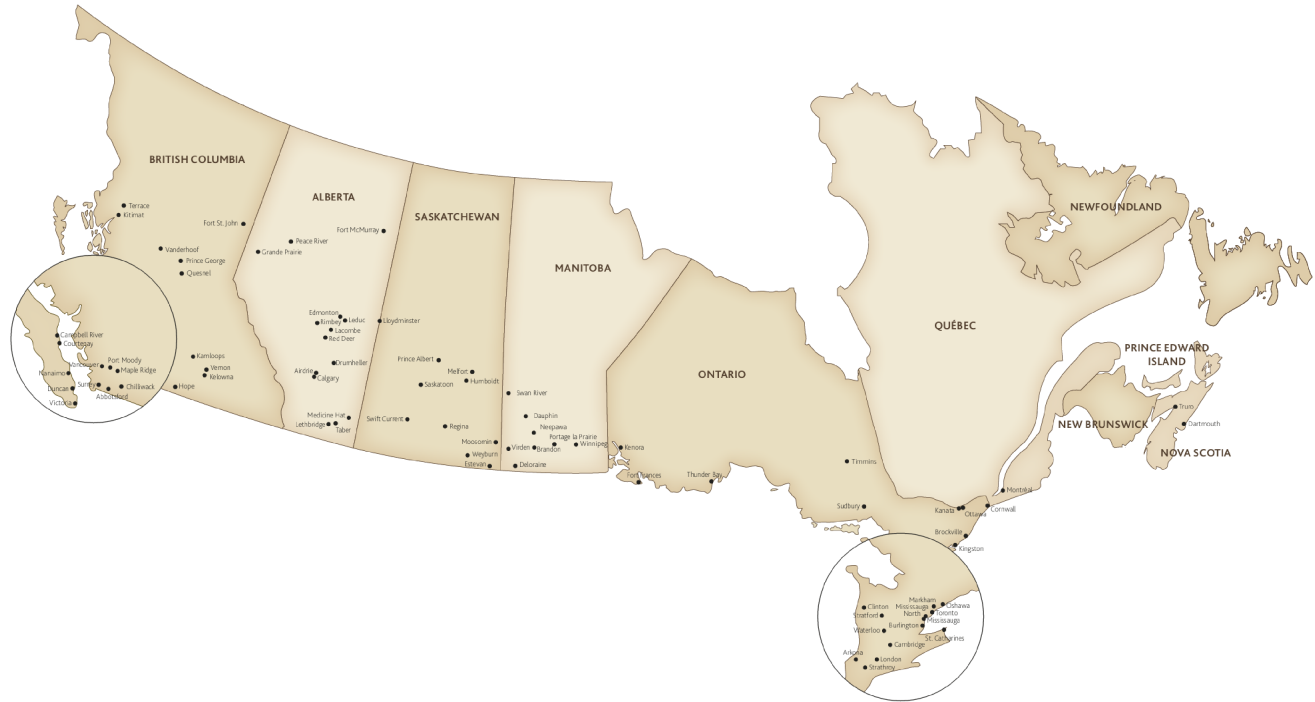 BRITISH COLUMBIA
Terrace
Kitimat
Fort St. John
Vanderhoof
Prince George
Quesnel
Campbell River
Courtenay
Port Moody
Vancouver
Maple Ridge
Nanaimo
Surrey
Chilliwack
Duncan
Abbotsford
Victoria
Kamloops
Vernon
Kelowna
Hope
ALBERTA
Fort McMurray
Peace River
Grande Prairie
Edmonton
Leduc
Rimbey
Lacombe
Red Deer
Drumheller
Airdrie
Calgary
Medicine Hat
Lethbridge
Taber
SASKATCHEWAN
Lloydminster
Prince Albert
Melfort
Humboldt
Saskatoon
Swift Current
Regina
Moosomin
Weyburn
Estevan
MANITOBA
Swan River
Dauphin
Neepawa
Portage la Prairie
Winnipeg
Virden
Brandon
Deloraine
ONTARIO
Kenora
Fort Frances
Thunder Bay
Timmins
Sudbury
Kanata
Ottawa
Cornwall
Brockville
Kingston
Markham
Oshawa
Mississauga
North
Toronto
Mississauga
Clinton
Stratford
Burlington
Waterloo
St. Catharines
Cambridge
Arkona
London
Strathroy
QUÉBEC
Montréal
NEWFOUNDLAND
PRINCE EDWARD
ISLAND
NEW BRUNSWICK
Truro
Dartmouth
NOVA SCOTIA